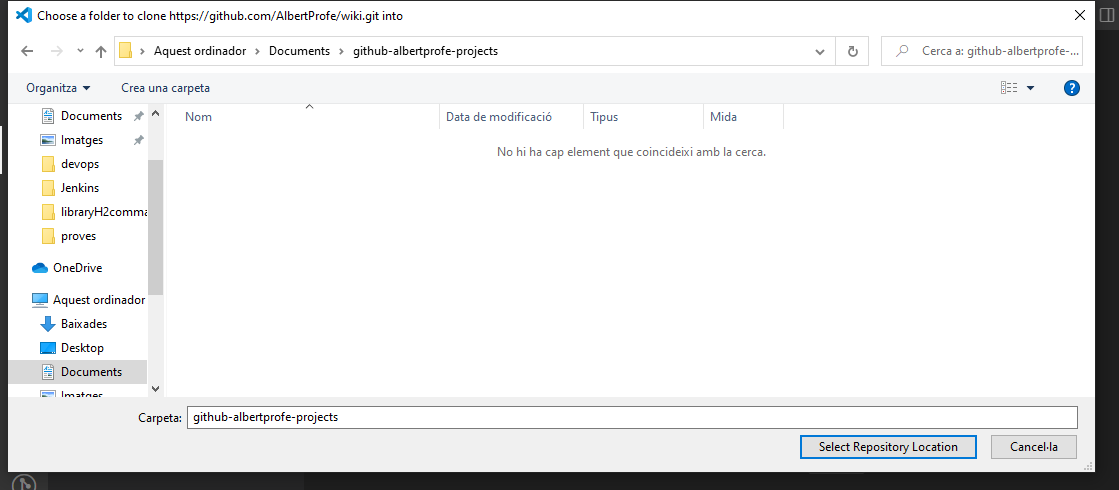 Choose a folder to clone https://github.com/AlbertProfe/wiki.git into
Aquest ordinador > Documents > github-albertprofe-projects
Cerca a: github-albertprofe-...
Organitza
Crea una carpeta
Documents
Imatges
devops
Jenkins
libraryH2comma
proves
OneDrive
Aquest ordinador
Baixades
Desktop
Documents
Imatges
Nom
Data de modificació
Tipus
Mida
No hi ha cap element que coincideixi amb la cerca.
Carpeta: github-albertprofe-projects
Select Repository Location
Cancel·la